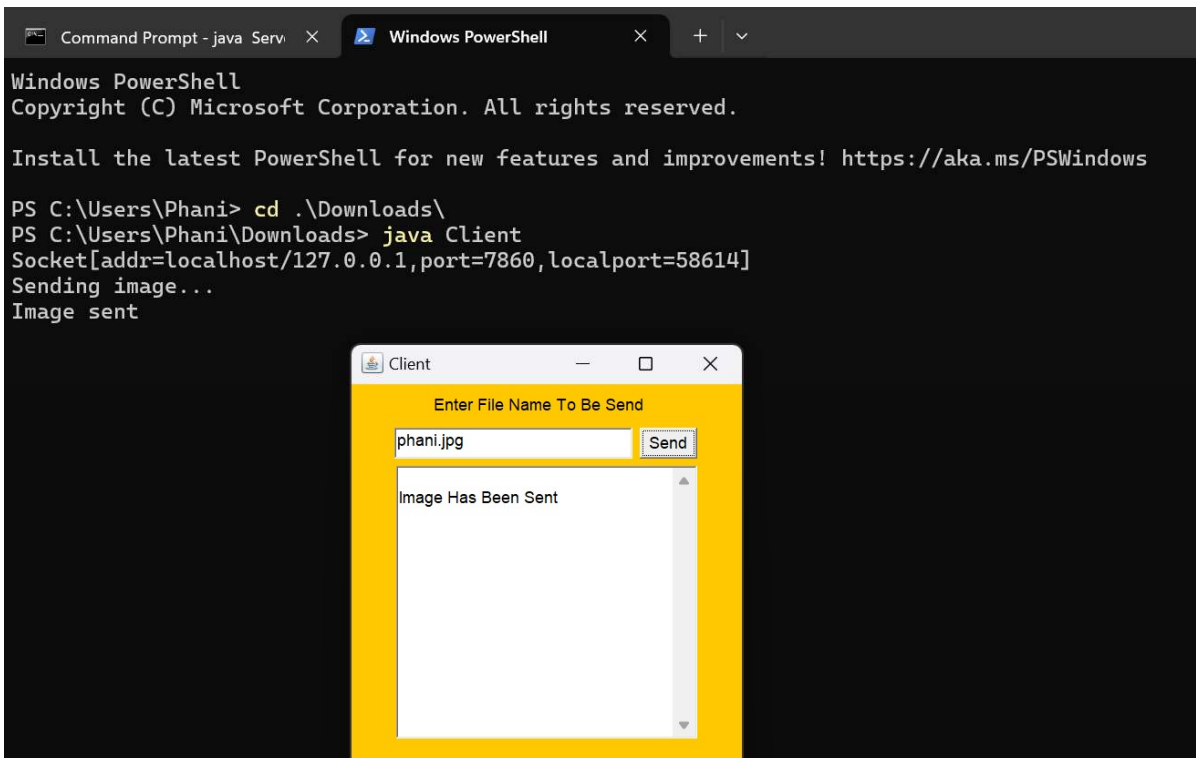 Command Prompt - java Serv
Windows PowerShell
Windows PowerShell
Copyright (C) Microsoft Corporation. All rights reserved.
Install the latest PowerShell for new features and improvements! https://aka.ms/PSWindows
PS C:\Users\Phani> cd .\Downloads\
PS C:\Users\Phani\Downloads> java Client
Socket[addr=localhost/127.0.0.1,port=7860,localport=58614]
Sending image...
Image sent
Client
Enter File Name To Be Send
phani.jpg
Send
Image Has Been Sent